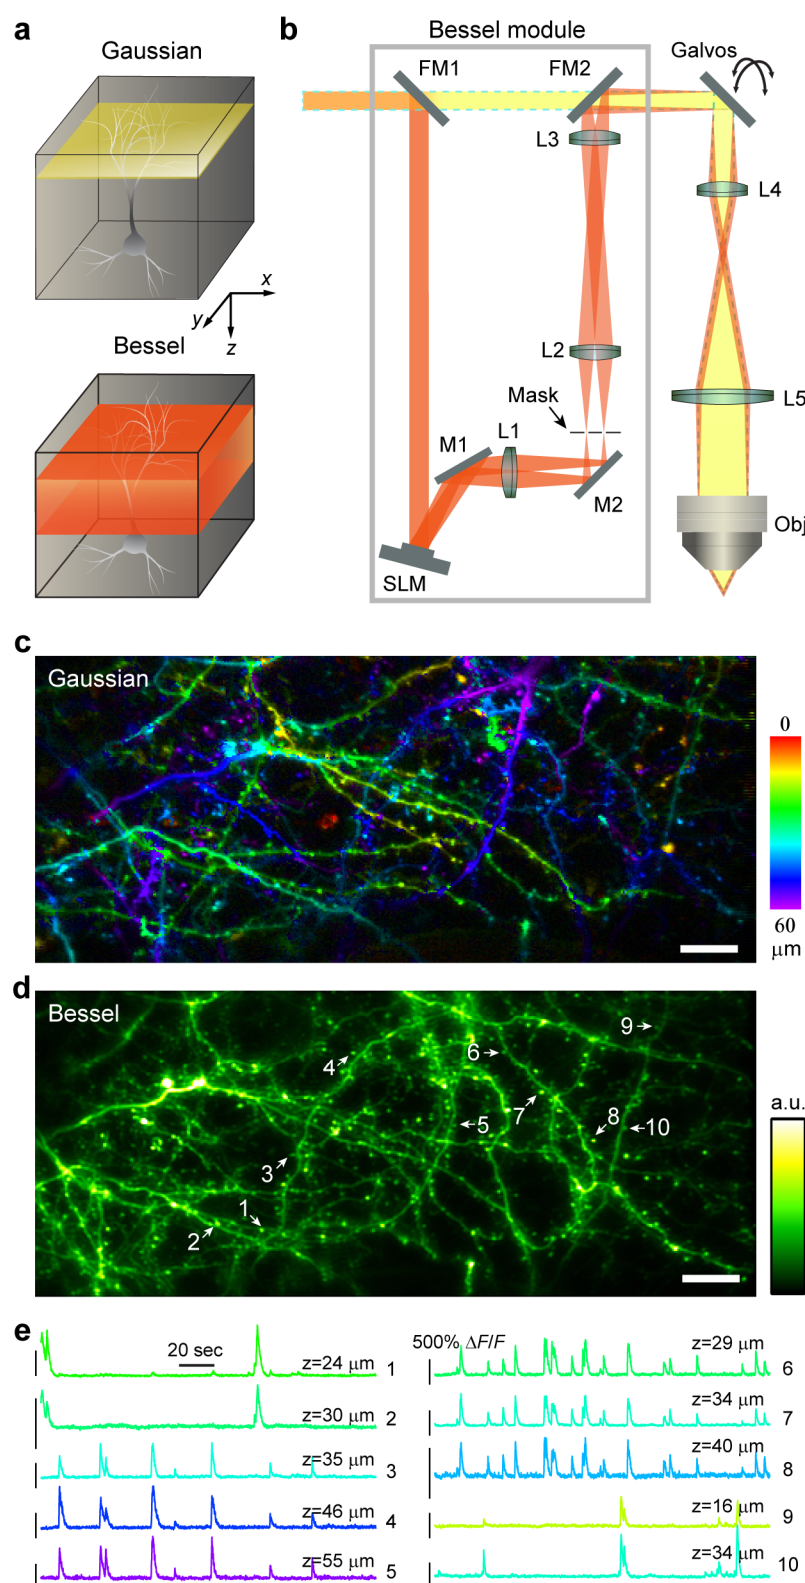 a
Gaussian
x
y
z
Bessel
b
Bessel module
FM1
FM2
Galvos
L3
L4
L2
L5
Mask
M1
L1
M2
SLM
Obj
c
Gaussian
0
60
μm
d
Bessel
9
4
6
7
5
8
10
3
1
2
a.u.
e
20 sec
z=24 μm
1
z=30 μm
2
z=35 μm
3
z=46 μm
4
z=55 μm
5
500% ΔF/F
z=29 μm
6
z=34 μm
7
z=40 μm
8
z=16 μm
9
z=34 μm
10